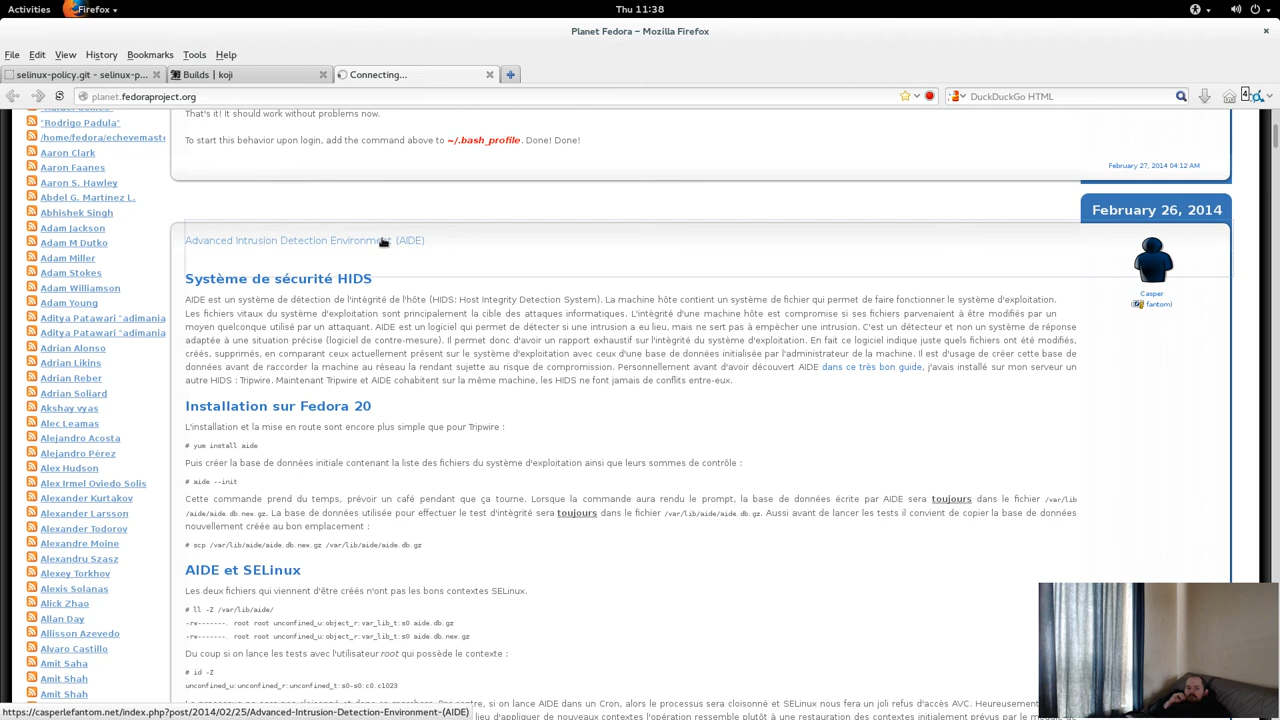 Activities
Firefox
Thu 11:38
Planet Fedora – Mozilla Firefox
File Edit View History Bookmarks Tools Help
selinux-policy.git - selinux-p...
Builds | koji
Connecting...
planet.fedoraproject.org
DuckDuckGo HTML
4
"Rodrigo Padula"
/home/fedora/echevemaste
Aaron Clark
Aaron Faanes
Aaron S. Hawley
Abdel G. Martínez L.
Abhishek Singh
Adam Jackson
Adam M Dutko
Adam Miller
Adam Stokes
Adam Williamson
Adam Young
Aditya Patawari "adimania
Aditya Patawari "adimania
Adrian Alonso
Adrian Likins
Adrian Reber
Adrian Soliard
Akshay vyas
Alec Leamas
Alejandro Acosta
Alejandro Pérez
Alex Hudson
Alex Irmel Oviedo Solis
Alexander Kurtakov
Alexander Larsson
Alexander Todorov
Alexandre Moine
Alexandru Szasz
Alexey Torkhov
Alexis Solanas
Alick Zhao
Allan Day
Allisson Azevedo
Alvaro Castillo
Amit Saha
Amit Shah
Amit Shah
That's it! It should work without problems now.
To start this behavior upon login, add the command above to ~/.bash_profile. Done! Done!
February 27, 2014 04:12 AM
February 26, 2014
Casper
(fantom)
Advanced Intrusion Detection Environment (AIDE)
Système de sécurité HIDS
AIDE est un système de détection de l'intégrité de l'hôte (HIDS: Host Integrity Detection System). La machine hôte contient un système de fichier qui permet de faire fonctionner le système d'exploitation.
Les fichiers vitaux du système d'exploitation sont principalement la cible des attaques informatiques. L'intégrité d'une machine hôte est compromise si ses fichiers parvenaient à être modifiés par un
moyen quelconque utilisé par un attaquant. AIDE est un logiciel qui permet de détecter si une intrusion a eu lieu, mais ne sert pas à empêcher une intrusion. C'est un détecteur et non un système de réponse
adaptée à une situation précise (logiciel de contre-mesure). Il permet donc d'avoir un rapport exhaustif sur l'intégrité du système d'exploitation. En fait ce logiciel indique juste quels fichiers ont été modifiés,
créés, supprimés, en comparant ceux actuellement présent sur le système d'exploitation avec ceux d'une base de données initialisée par l'administrateur de la machine. Il est d'usage de créer cette base de
données avant de raccorder la machine au réseau la rendant sujette au risque de compromission. Personnellement avant d'avoir découvert AIDE dans ce très bon guide, j'avais installé sur mon serveur un
autre HIDS : Tripwire. Maintenant Tripwire et AIDE cohabitent sur la même machine, les HIDS ne font jamais de conflits entre-eux.
Installation sur Fedora 20
L'installation et la mise en route sont encore plus simple que pour Tripwire :
# yum install aide
Puis créer la base de données initiale contenant la liste des fichiers du système d'exploitation ainsi que leurs sommes de contrôle :
# aide --init
Cette commande prend du temps, prévoir un café pendant que ça tourne. Lorsque la commande aura rendu le prompt, la base de données écrite par AIDE sera toujours dans le fichier /var/lib
/aide/aide.db.new.gz. La base de données utilisée pour effectuer le test d'intégrité sera toujours dans le fichier /var/lib/aide/aide.db.gz. Aussi avant de lancer les tests il convient de copier la base de données
nouvellement créée au bon emplacement :
# scp /var/lib/aide/aide.db.new.gz /var/lib/aide/aide.db.gz
AIDE et SELinux
Les deux fichiers qui viennent d'être créés n'ont pas les bons contextes SELinux.
# ll -Z /var/lib/aide/
-rw-------. root root unconfined_u:object_r:var_lib_t:s0 aide.db.gz
-rw-------. root root unconfined_u:object_r:var_lib_t:s0 aide.db.new.gz
Du coup si on lance les tests avec l'utilisateur root qui possède le contexte :
# id -Z
unconfined_u:unconfined_r:unconfined_t:s0-s0:c0.c1023
https://casperlefantom.net/index.php?post/2014/02/25/Advanced-Intrusion-Detection-Environment-(AIDE)